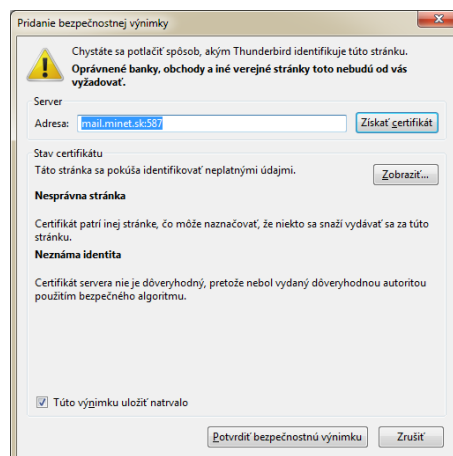 Pridanie bezpečnostnej výnimky
Chystáte sa potlačiť spôsob, akým Thunderbird identifikuje túto stránku.
Oprávnené banky, obchody a iné verejné stránky toto nebudú od vás
vyžadovať.
Server
Adresa: mail.minet.sk:587 Získať certifikát
Stav certifikátu
Táto stránka sa pokúša identifikovať neplatnými údajmi. Zobraziť...
Nesprávna stránka
Certifikát patrí inej stránke, čo môže naznačovať, že niekto sa snaží vydávať sa za túto
stránku.
Neznáma identita
Certifikát servera nie je dôveryhodný, pretože nebol vydaný dôveryhodnou autoritou
použitím bezpečného algoritmu.
Túto výnimku uložiť natrvalo
Potvrdiť bezpečnostnú výnimku Zrušiť